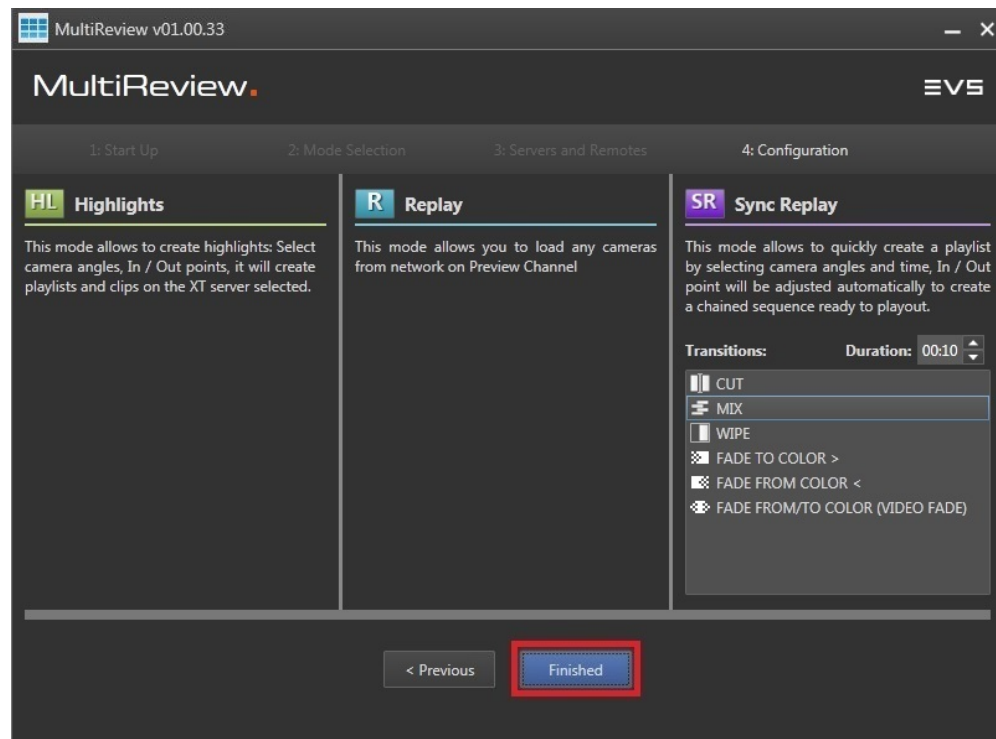 MultiReview v01.00.33
MultiReview.
EVS
1: Start Up
2: Mode Selection
3: Servers and Remotes
4: Configuration
HL Highlights
This mode allows to create highlights: Select
camera angles, In / Out points, it will create
playlists and clips on the XT server selected.
R Replay
This mode allows you to load any cameras
from network on Preview Channel
SR Sync Replay
This mode allows to quickly create a playlist
by selecting camera angles and time, In / Out
point will be adjusted automatically to create
a chained sequence ready to playout.
Transitions: Duration: 00:10
CUT
MIX
WIPE
FADE TO COLOR >
FADE FROM COLOR <
FADE FROM/TO COLOR (VIDEO FADE)
< Previous
Finished